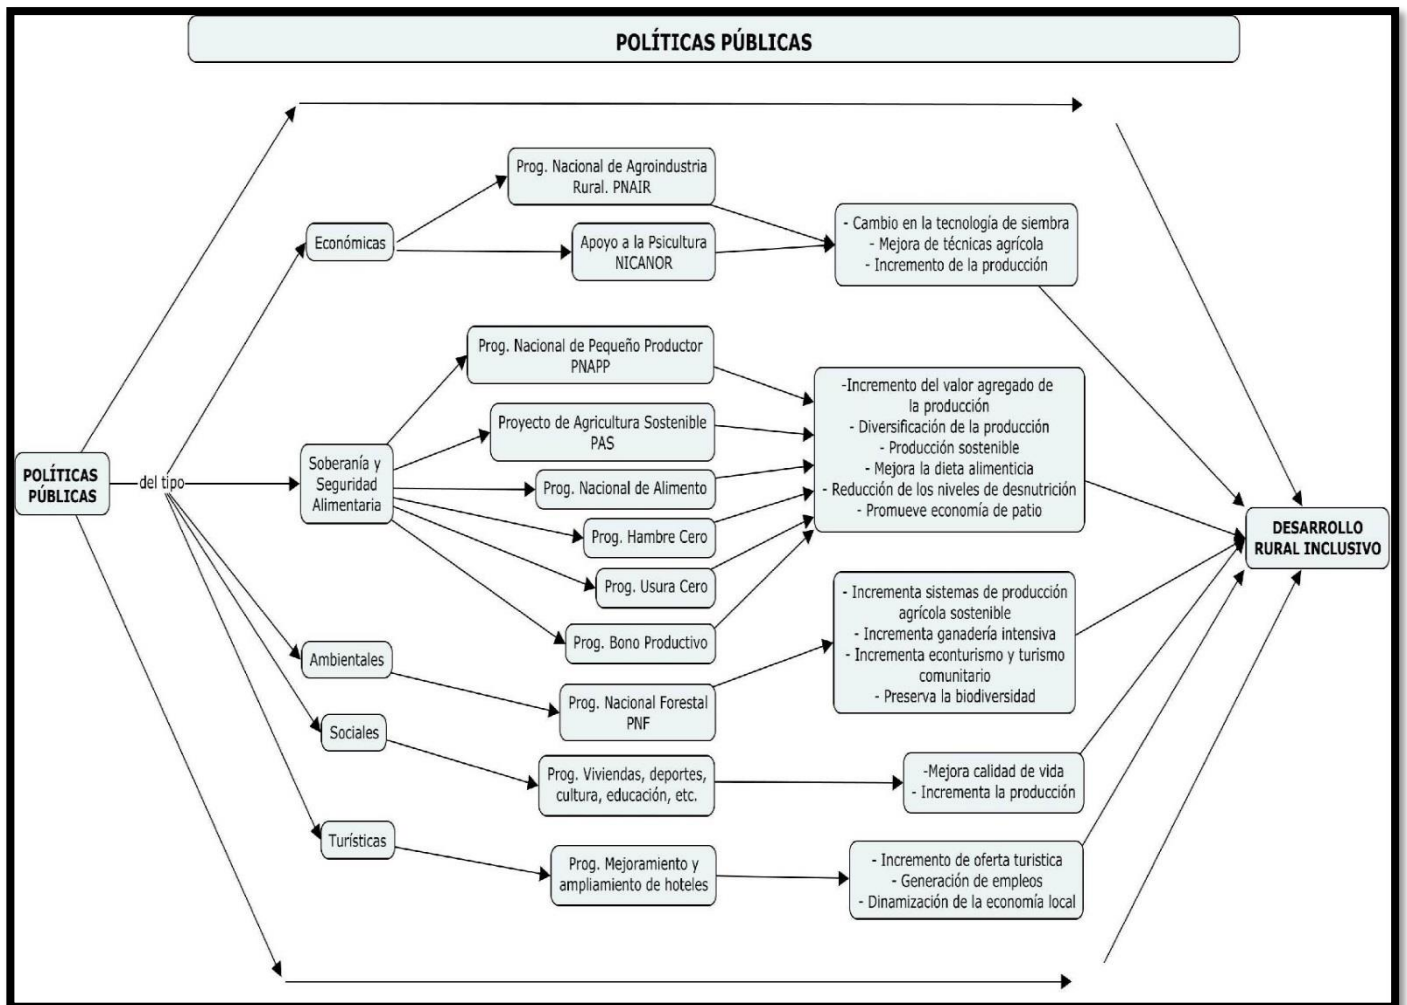 POLÍTICAS PÚBLICAS
Prog. Nacional de Agroindustria
Rural. PNAIR
Económicas
Apoyo a la Psicultura
NICANOR
- Cambio en la tecnología de siembra
- Mejora de técnicas agrícola
- Incremento de la producción
Prog. Nacional de Pequeño Productor
PNAPP
Proyecto de Agricultura Sostenible
PAS
Soberanía y
Seguridad
Alimentaria
Prog. Nacional de Alimento
Prog. Hambre Cero
Prog. Usura Cero
Prog. Bono Productivo
-Incremento del valor agregado de
la producción
- Diversificación de la producción
- Producción sostenible
- Mejora la dieta alimenticia
- Reducción de los niveles de desnutrición
- Promueve economía de patio
POLÍTICAS
PÚBLICAS
del tipo
DESARROLLO
RURAL INCLUSIVO
Ambientales
Prog. Nacional Forestal
PNF
- Incrementa sistemas de producción
agrícola sostenible
- Incrementa ganadería intensiva
- Incrementa econturismo y turismo
comunitario
- Preserva la biodiversidad
Sociales
Prog. Viviendas, deportes,
cultura, educación, etc.
-Mejora calidad de vida
- Incrementa la producción
Turísticas
Prog. Mejoramiento y
ampliamiento de hoteles
- Incremento de oferta turistica
- Generación de empleos
- Dinamización de la economía local